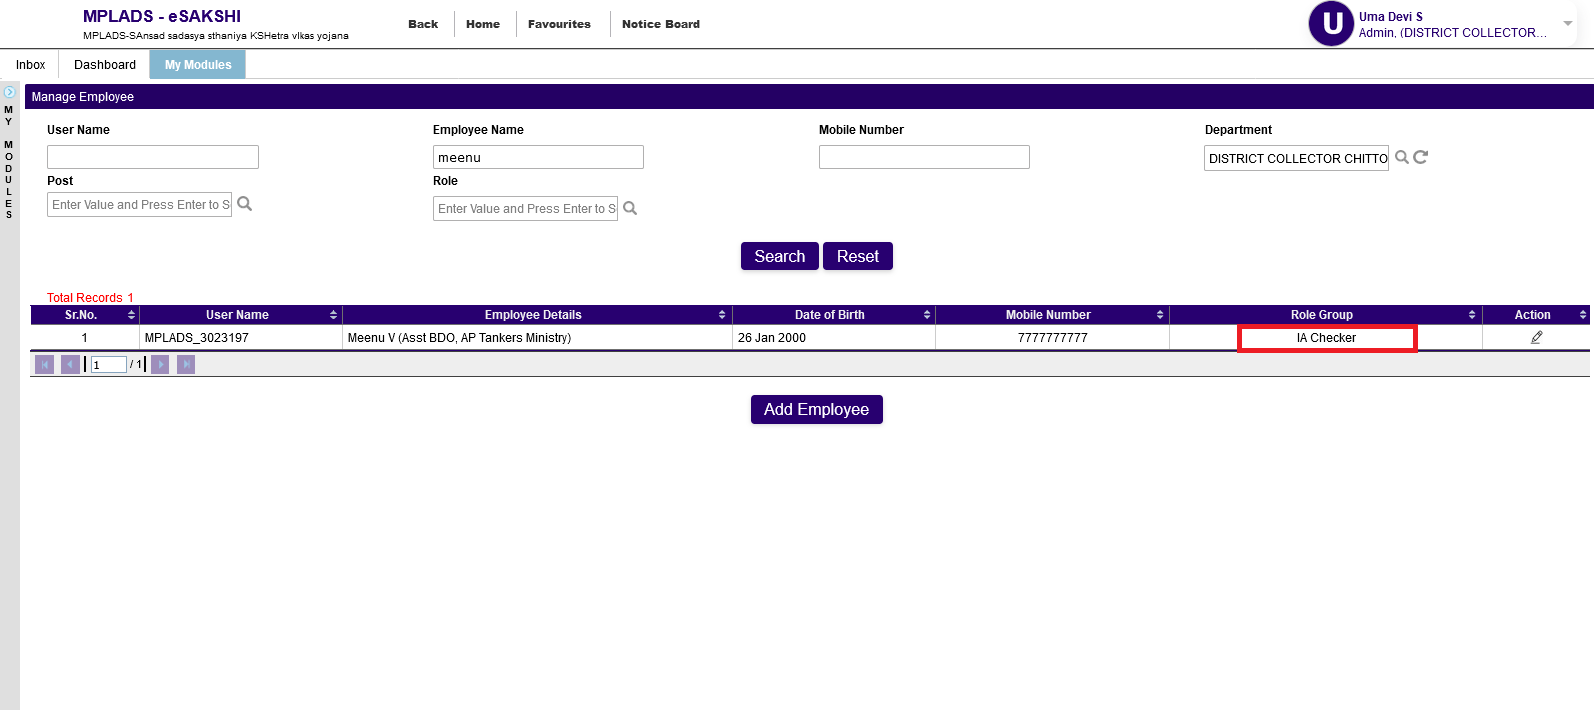 MPLADS - eSAKSHI
MPLADS-SAnsad sadasya sthaniya KSHetra vIkas yojana
Back Home Favourites Notice Board
U
Uma Devi S
Admin, (DISTRICT COLLECTOR...
Inbox Dashboard My Modules
MY MODULES
Manage Employee
User Name Employee Name Mobile Number Department
meenu DISTRICT COLLECTOR CHITTO
Post Role
Enter Value and Press Enter to S Enter Value and Press Enter to S
Search Reset
Total Records 1
Sr.No. User Name Employee Details Date of Birth Mobile Number Role Group Action
1 MPLADS_3023197 Meenu V (Asst BDO, AP Tankers Ministry) 26 Jan 2000 7777777777 IA Checker
1 / 1
Add Employee